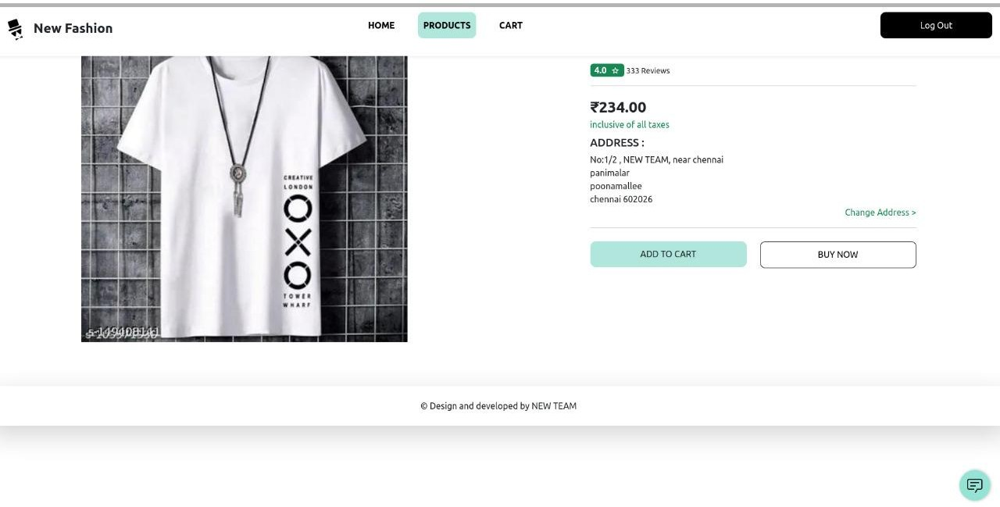 New Fashion
HOME
PRODUCTS
CART
Log Out
4.0 ☆ 333 Reviews
₹234.00
inclusive of all taxes
ADDRESS :
No:1/2 , NEW TEAM, near chennai
panimalar
poonamallee
chennai 602026
Change Address >
ADD TO CART
BUY NOW
CREATIVE
LONDON
OXO
TOWER
WHARF
© Design and developed by NEW TEAM